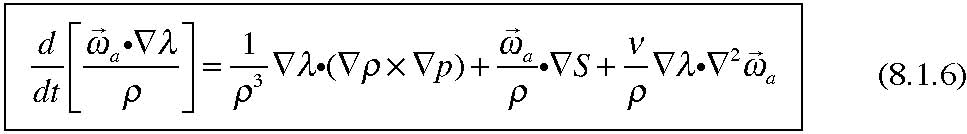 d/dt [ω⃗ₐ•∇λ / ρ] = 1/ρ³ ∇λ•(∇ρ × ∇p) + ω⃗ₐ/ρ •∇S + ν/ρ ∇λ•∇²ω⃗ₐ (8.1.6)